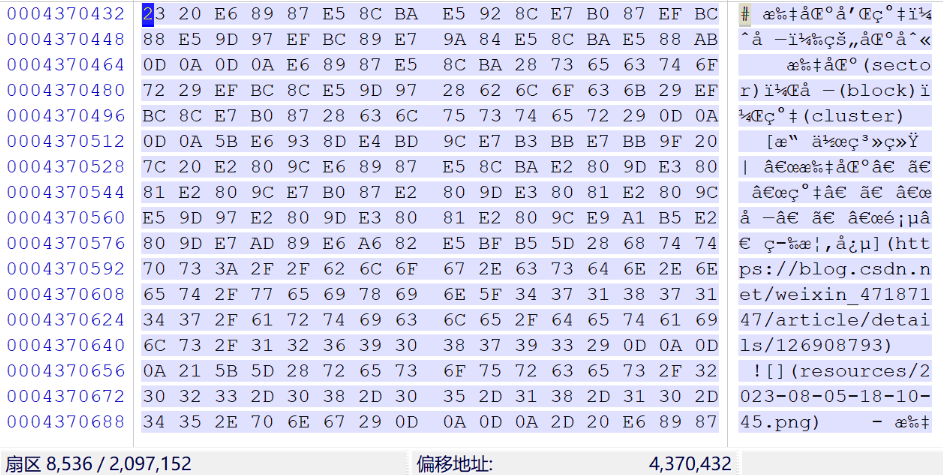 0004370432 23 20 E6 89 87 E5 8C BA E5 92 8C E7 B0 87 EF BC # æ‰‡åŒºå’Œç°‡ï¼
0004370448 88 E5 9D 97 EF BC 89 E7 9A 84 E5 8C BA E5 88 AB ˆå —ï¼‰çš„åŒºåˆ«
0004370464 0D 0A 0D 0A E6 89 87 E5 8C BA 28 73 65 63 74 6F æ‰‡åŒº(secto
0004370480 72 29 EF BC 8C E5 9D 97 28 62 6C 6F 63 6B 29 EF r)ï¼Œå —(block)ï
0004370496 BC 8C E7 B0 87 28 63 6C 75 73 74 65 72 29 0D 0A ¼Œç°‡(cluster)
0004370512 0D 0A 5B E6 93 8D E4 BD 9C E7 B3 BB E7 BB 9F 20 [æ“ ä½œç³»ç»Ÿ
0004370528 7C 20 E2 80 9C E6 89 87 E5 8C BA E2 80 9D E3 80 | â€œæ‰‡åŒºâ€ ã€
0004370544 81 E2 80 9C E7 B0 87 E2 80 9D E3 80 81 E2 80 9C â€œç°‡â€ ã€ â€œ
0004370560 E5 9D 97 E2 80 9D E3 80 81 E2 80 9C E9 A1 B5 E2 å —â€ ã€ â€œé¡µâ
0004370576 80 9D E7 AD 89 E6 A6 82 E5 BF B5 5D 28 68 74 74 € ç-‰æ¦‚å¿µ](htt
0004370592 70 73 3A 2F 2F 62 6C 6F 67 2E 63 73 64 6E 2E 6E ps://blog.csdn.n
0004370608 65 74 2F 77 65 69 78 69 6E 5F 34 37 31 38 37 31 et/weixin_471871
0004370624 34 37 2F 61 72 74 69 63 6C 65 2F 64 65 74 61 69 47/article/detai
0004370640 6C 73 2F 31 32 36 39 30 38 37 39 33 29 0D 0A 0D ls/126908793)
0004370656 0A 21 5B 5D 28 72 65 73 6F 75 72 63 65 73 2F 32 ![](resources/2
0004370672 30 32 33 2D 30 38 2D 30 35 2D 31 38 2D 31 30 2D 023-08-05-18-10-
0004370688 34 35 2E 70 6E 67 29 0D 0A 0D 0A 2D 20 E6 89 87 45.png) - æ‰‡
扇区 8,536 / 2,097,152 偏移地址: 4,370,432